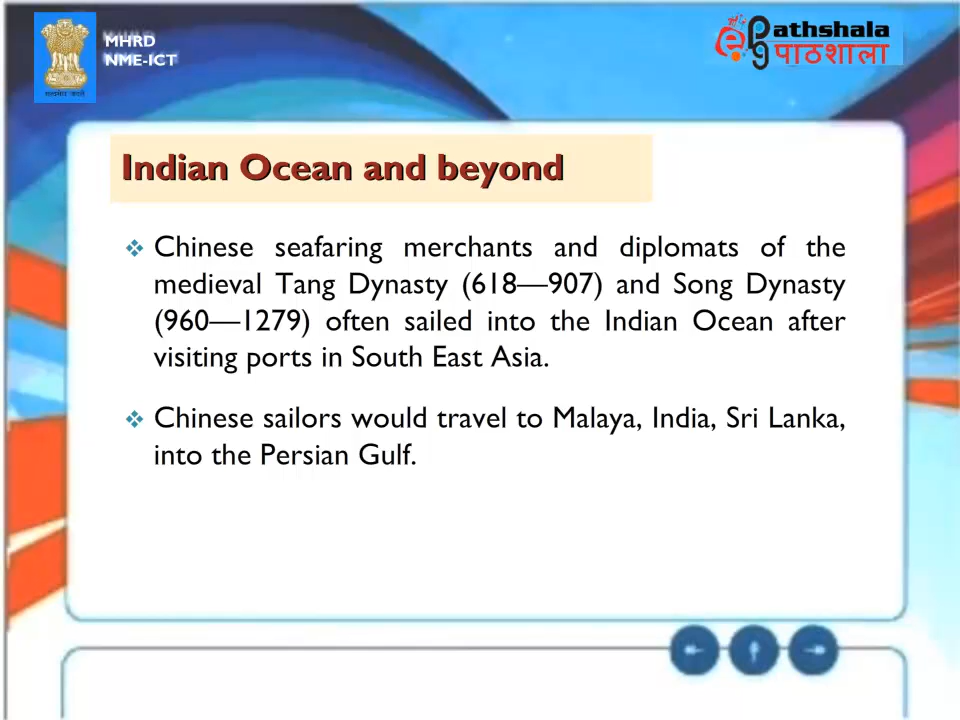 MHRD
NME-ICT
e Pathshala
पाठशाला
Indian Ocean and beyond
❖ Chinese seafaring merchants and diplomats of the
medieval Tang Dynasty (618—907) and Song Dynasty
(960—1279) often sailed into the Indian Ocean after
visiting ports in South East Asia.
❖ Chinese sailors would travel to Malaya, India, Sri Lanka,
into the Persian Gulf.